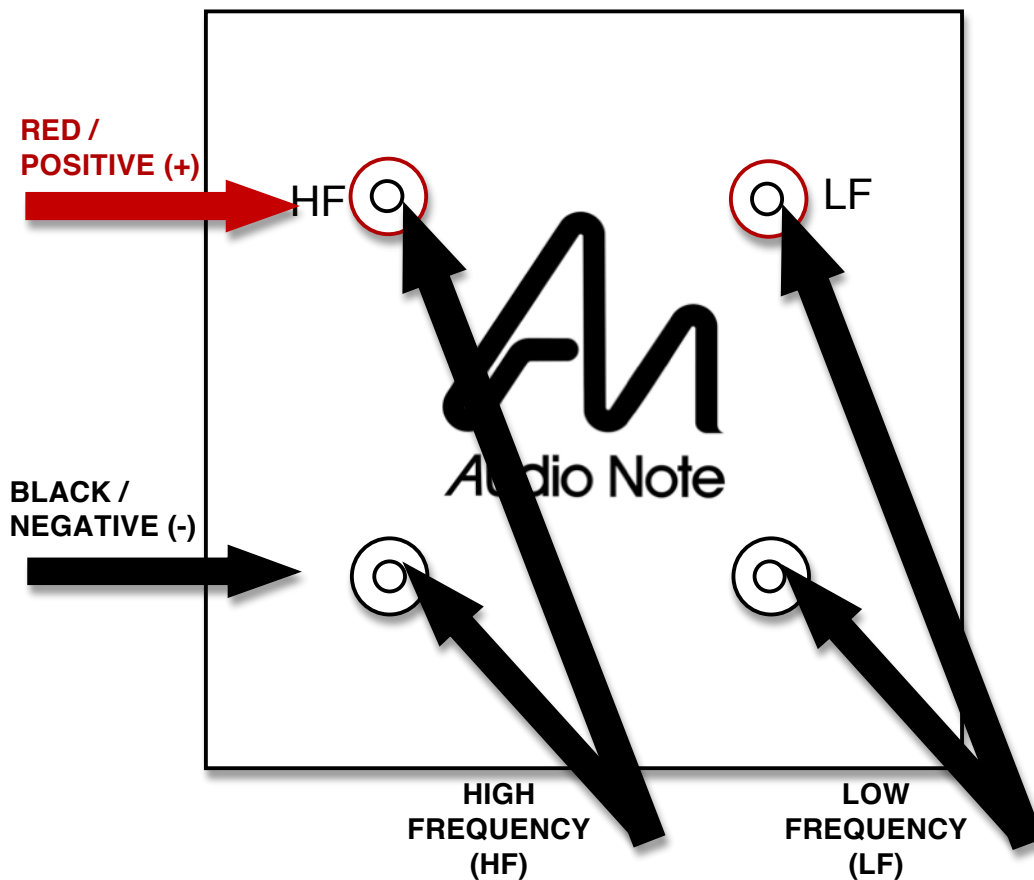 RED /
POSITIVE (+)
HF
LF
Audio Note
BLACK /
NEGATIVE (-)
HIGH
FREQUENCY
(HF)
LOW
FREQUENCY
(LF)